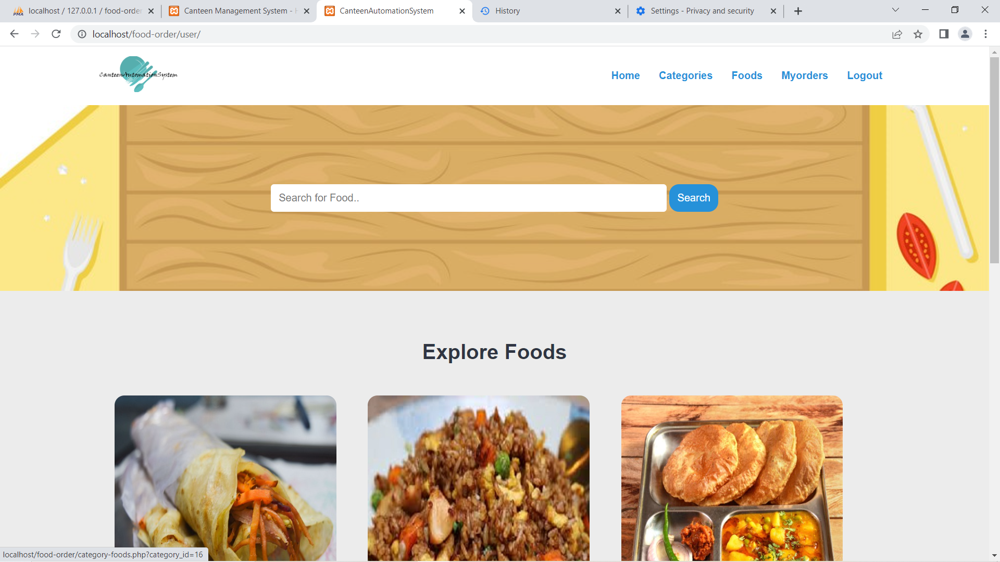 localhost / 127.0.0.1 / food-order
Canteen Management System -
CanteenAutomationSystem
History
Settings - Privacy and security
localhost/food-order/user/
CanteenAutomationSystem
Home Categories Foods Myorders Logout
Search for Food..
Search
Explore Foods
localhost/food-order/category-foods.php?category_id=16